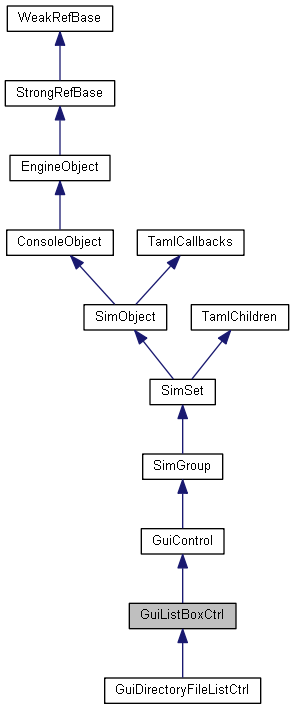 WeakRefBase
StrongRefBase
EngineObject
ConsoleObject
TamlCallbacks
SimObject
TamlChildren
SimSet
SimGroup
GuiControl
GuiListBoxCtrl
GuiDirectoryFileListCtrl